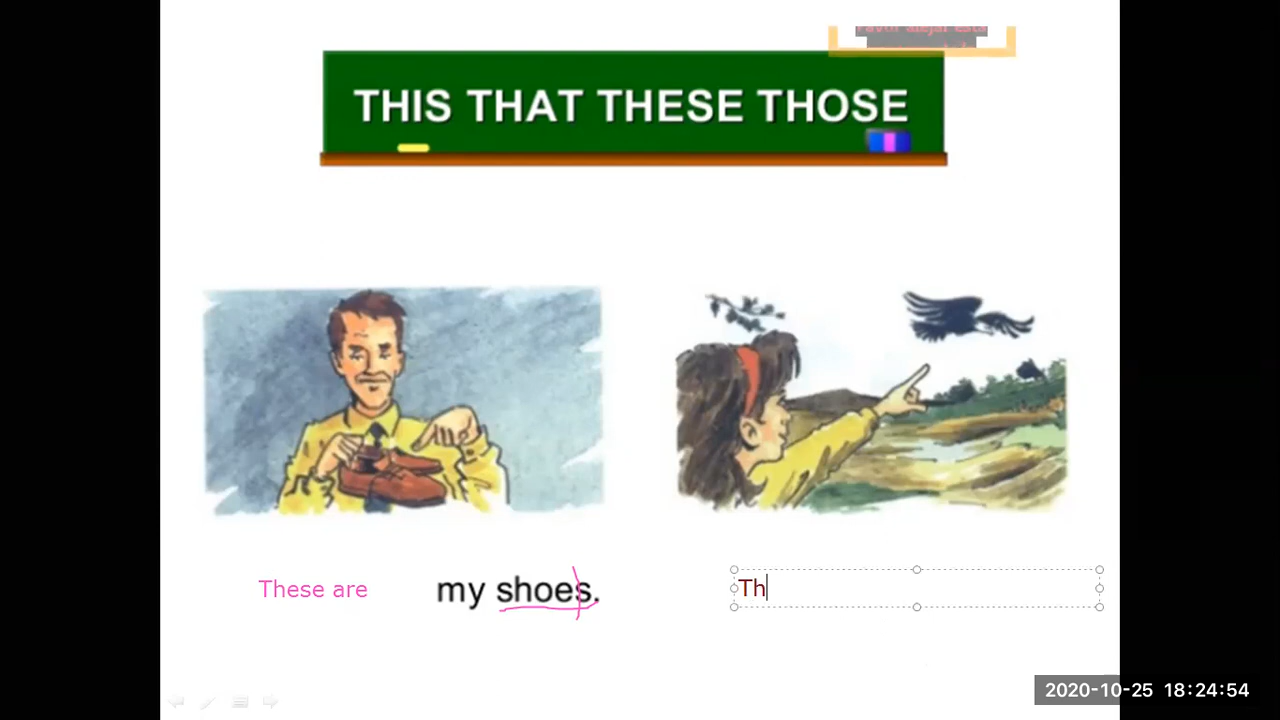 THIS THAT THESE THOSE
These are my shoes.
Th
2020-10-25 18:24:54